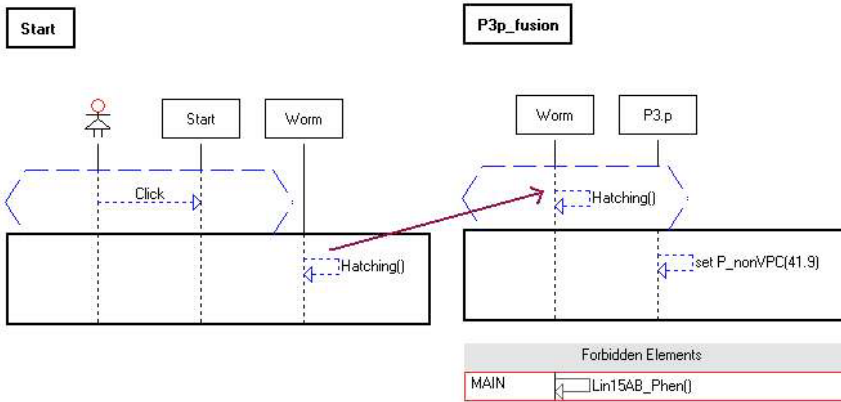 Start
P3p_fusion
Start
Worm
Worm
P3.p
Click
Hatching()
Hatching()
set P_nonVPC(41.9)
Forbidden Elements
MAIN
Lin15AB_Phen()